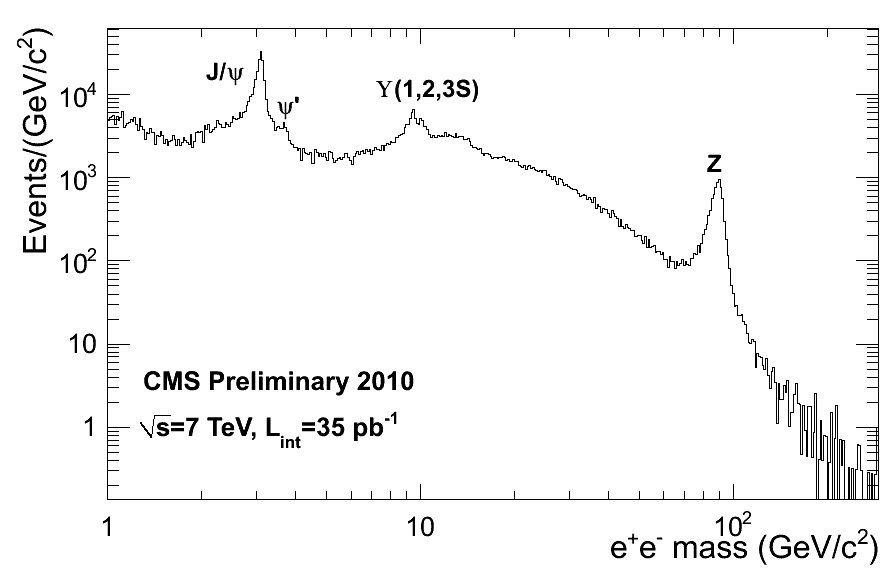 Events/(GeV/c²)
10⁴
10³
10²
10
1
J/ψ
ψ'
Υ(1,2,3S)
Z
CMS Preliminary 2010
√s=7 TeV, L_int=35 pb⁻¹
1
10
10²
e⁺e⁻ mass (GeV/c²)